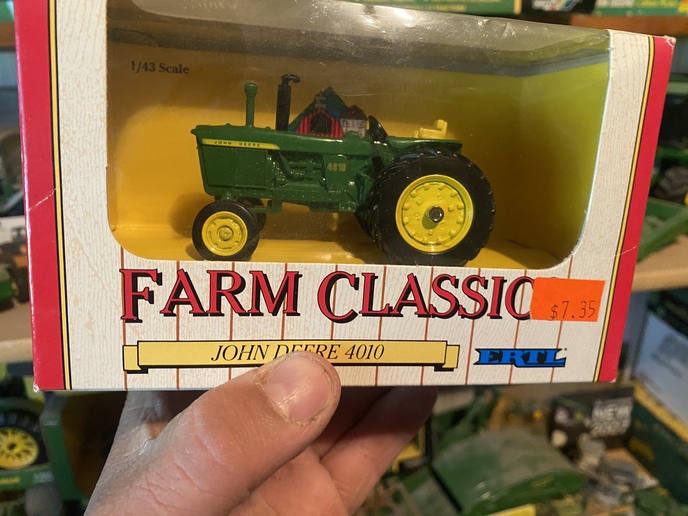 1/43 Scale
JOHN DEERE
4010
FARM CLASSIC
$7.35
JOHN DEERE 4010
ERTL
NEW